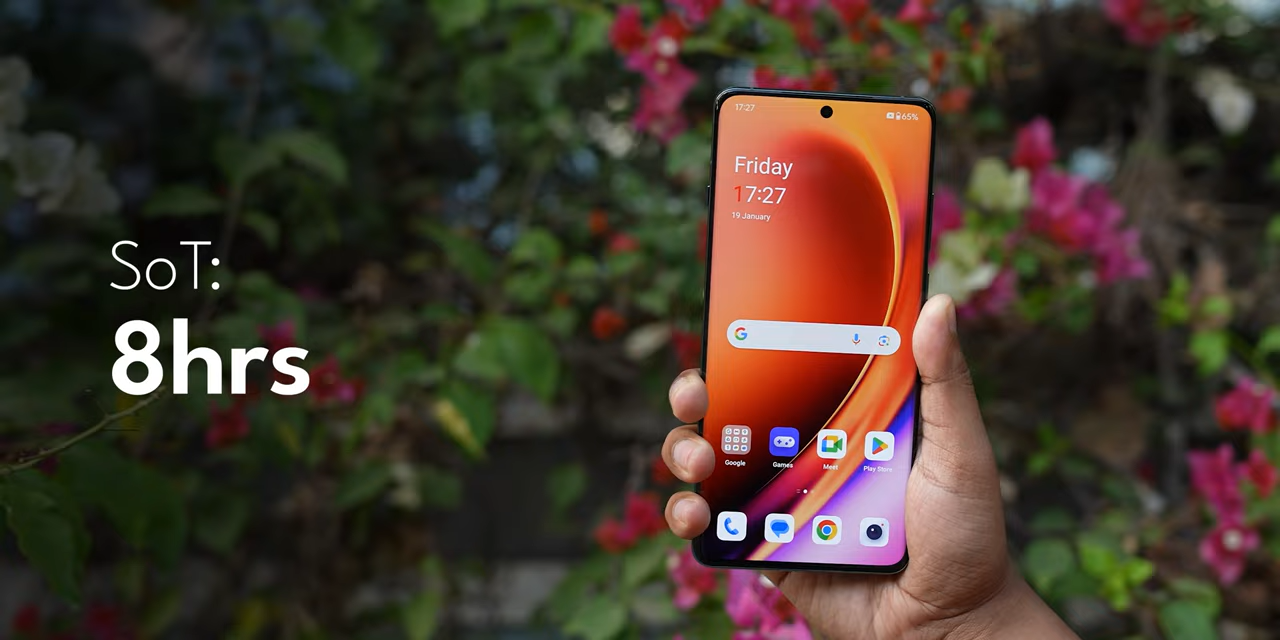 SoT:
8hrs
17:27
65%
Friday
17:27
19 January
Google
Games
Meet
Play Store